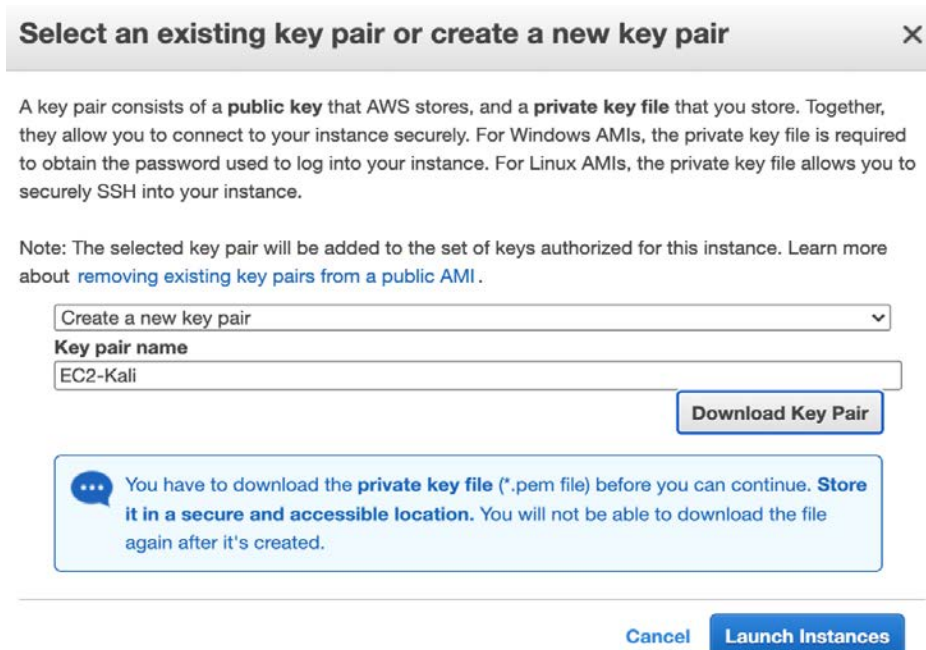 Select an existing key pair or create a new key pair
A key pair consists of a public key that AWS stores, and a private key file that you store. Together,
they allow you to connect to your instance securely. For Windows AMIs, the private key file is required
to obtain the password used to log into your instance. For Linux AMIs, the private key file allows you to
securely SSH into your instance.
Note: The selected key pair will be added to the set of keys authorized for this instance. Learn more
about removing existing key pairs from a public AMI .
Create a new key pair
Key pair name
EC2-Kali
Download Key Pair
You have to download the private key file (*.pem file) before you can continue. Store
it in a secure and accessible location. You will not be able to download the file
again after it's created.
Cancel Launch Instances